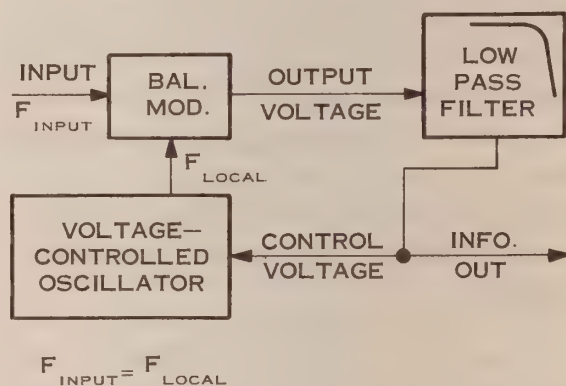 INPUT
F INPUT
BAL.
MOD.
OUTPUT
VOLTAGE
LOW
PASS
FILTER
F LOCAL
VOLTAGE—
CONTROLLED
OSCILLATOR
CONTROL
VOLTAGE
INFO.
OUT
F INPUT = F LOCAL